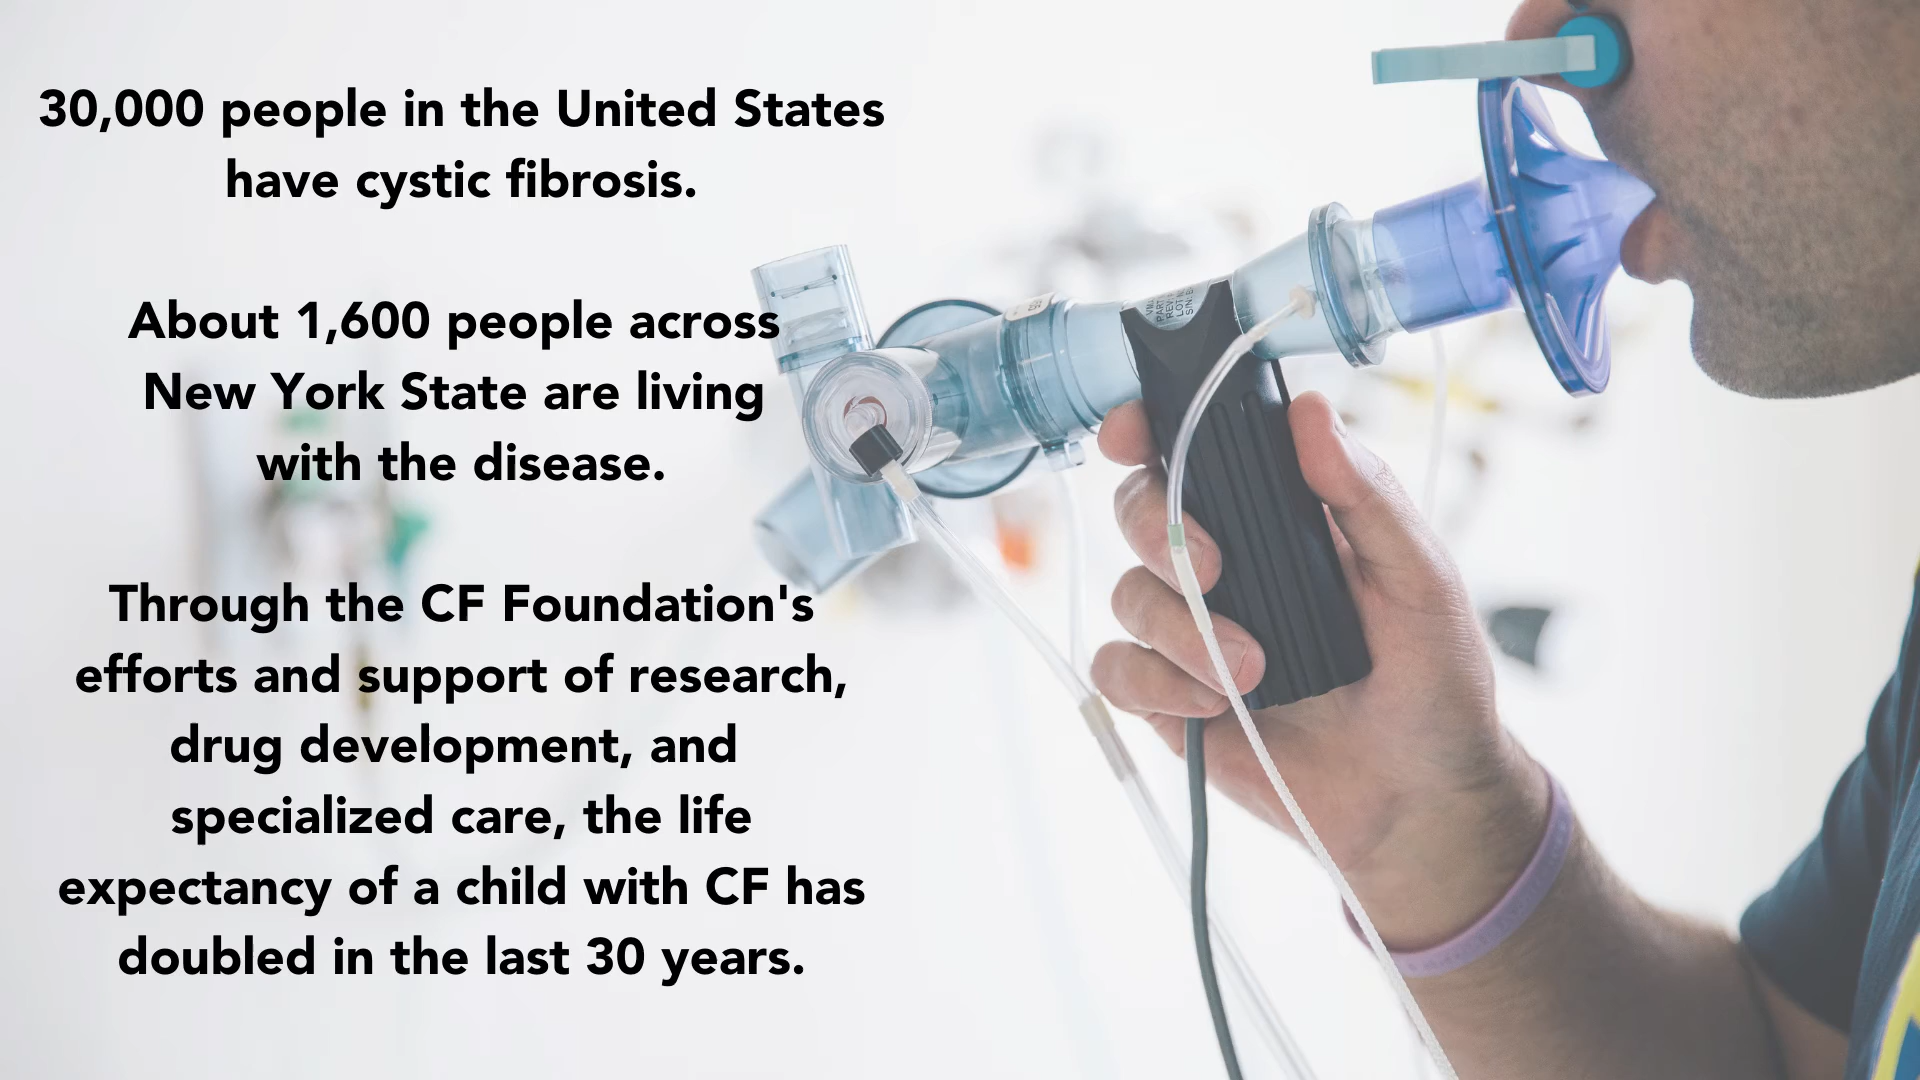 30,000 people in the United States
have cystic fibrosis.
About 1,600 people across
New York State are living
with the disease.
Through the CF Foundation's
efforts and support of research,
drug development, and
specialized care, the life
expectancy of a child with CF has
doubled in the last 30 years.